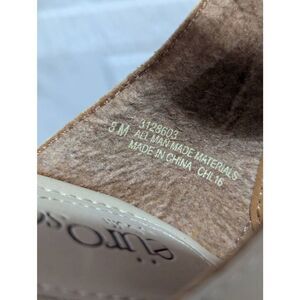 3128603
8 M ALL MAN MADE MATERIALS
MADE IN CHINA - CHL16